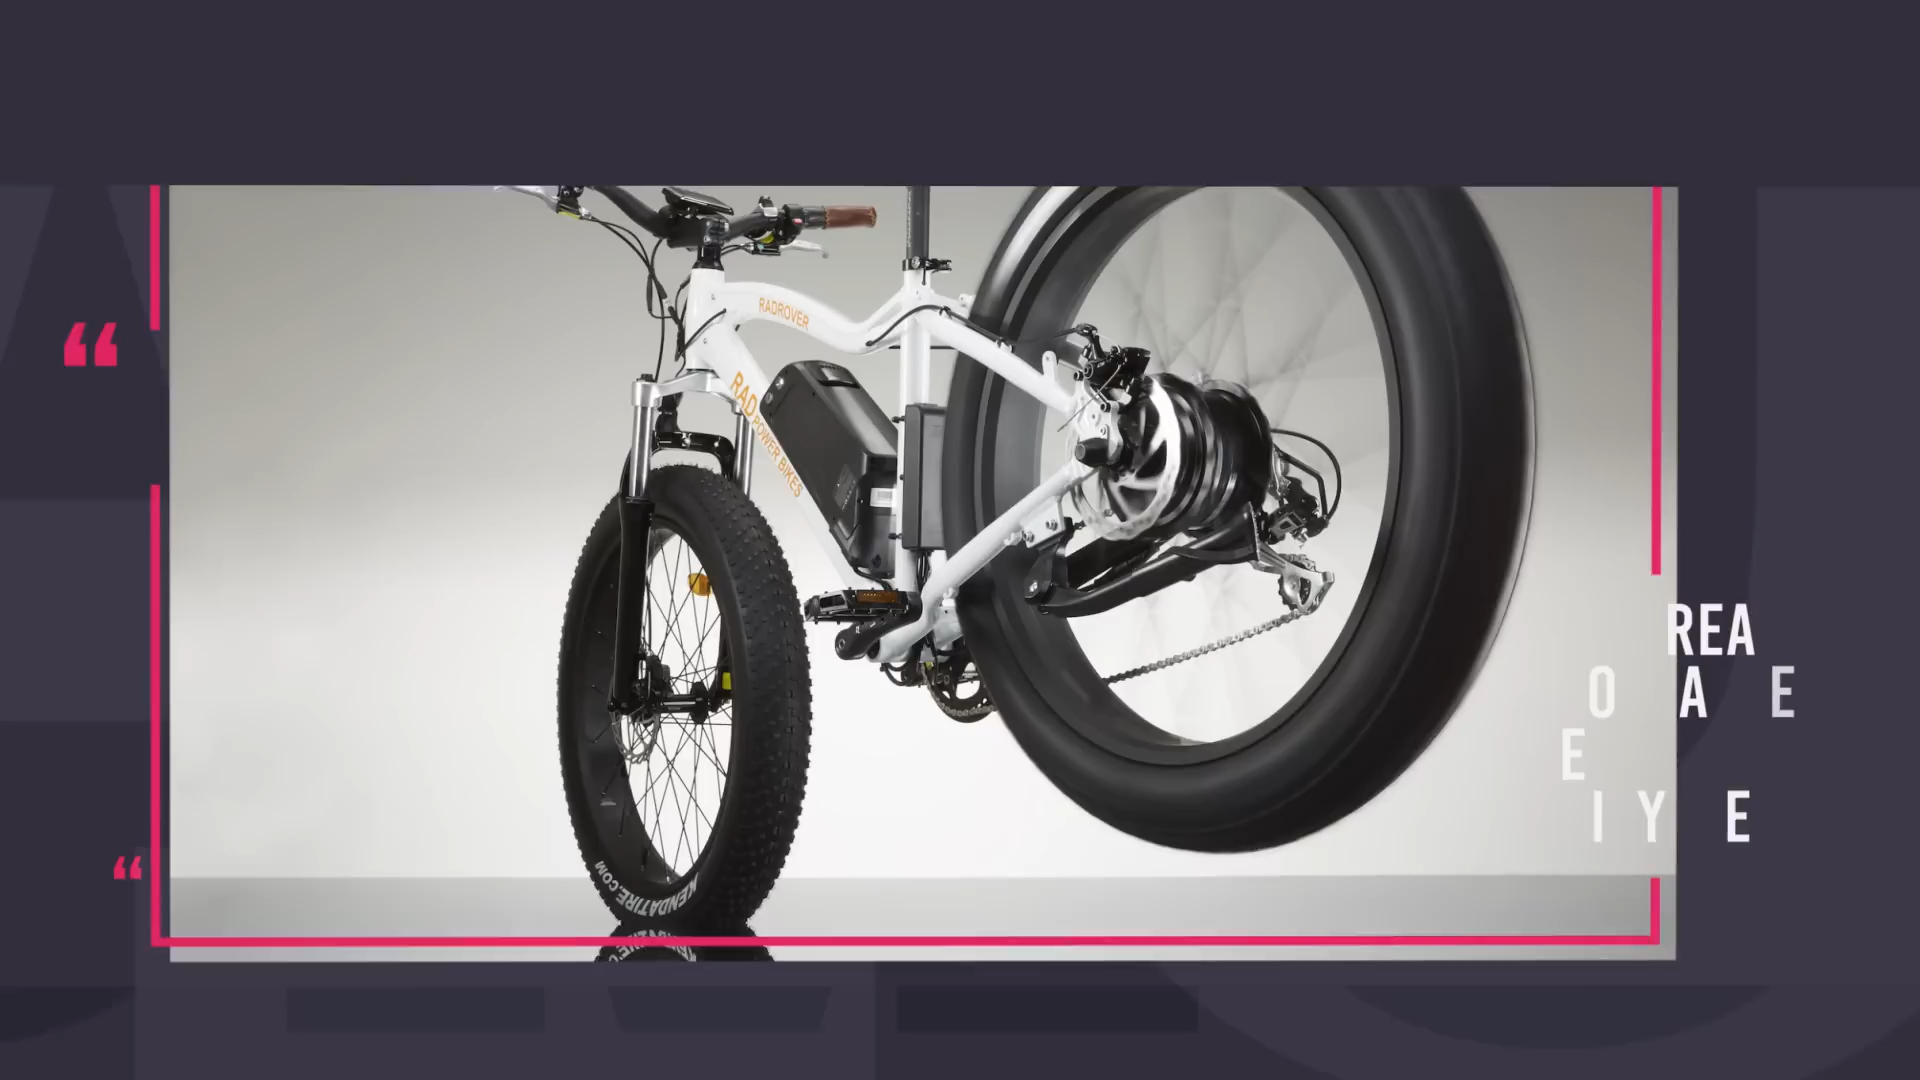 RADROVER
RAD POWER BIKES
KENDATIRE.COM
REA
O A E
E
I Y E